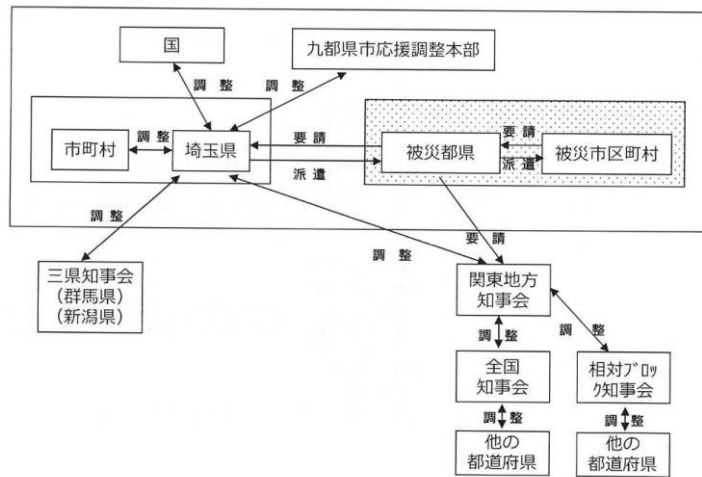 国
九都県市応援調整本部
調 整
調 整
市町村
調 整
埼玉県
要 請
派 遣
被災都県
要 請
派 遣
被災市区町村
調 整
調 整
要 請
三県知事会
（群馬県）
（新潟県）
関東地方
知事会
調 整
調 整
全国
知事会
相対ﾌﾞﾛｯ
ｸ知事会
調 整
調 整
他の
都道府県
他の
都道府県